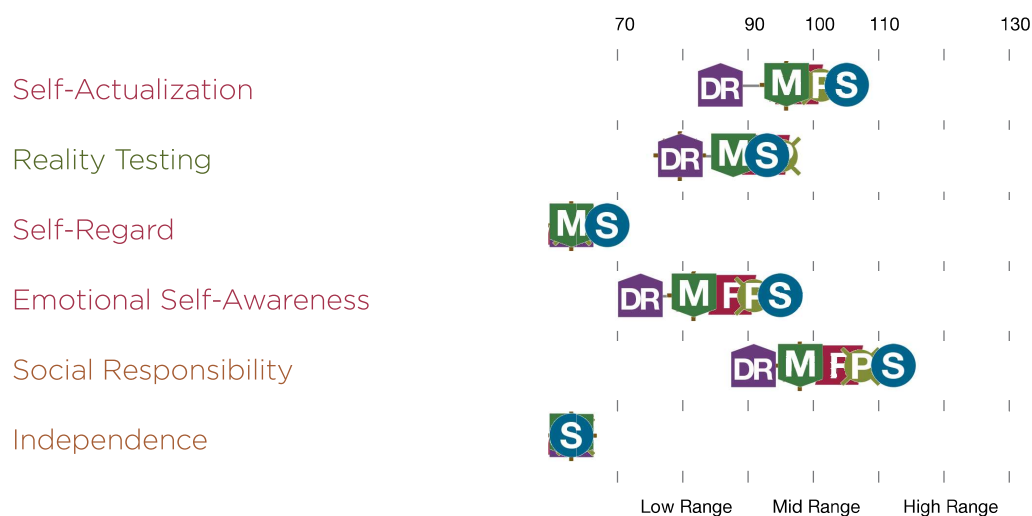 70 90 100 110 130
Self-Actualization DR M P S
Reality Testing DR M S
Self-Regard M S
Emotional Self-Awareness DR M F P S
Social Responsibility DR M F P S
Independence S
Low Range Mid Range High Range